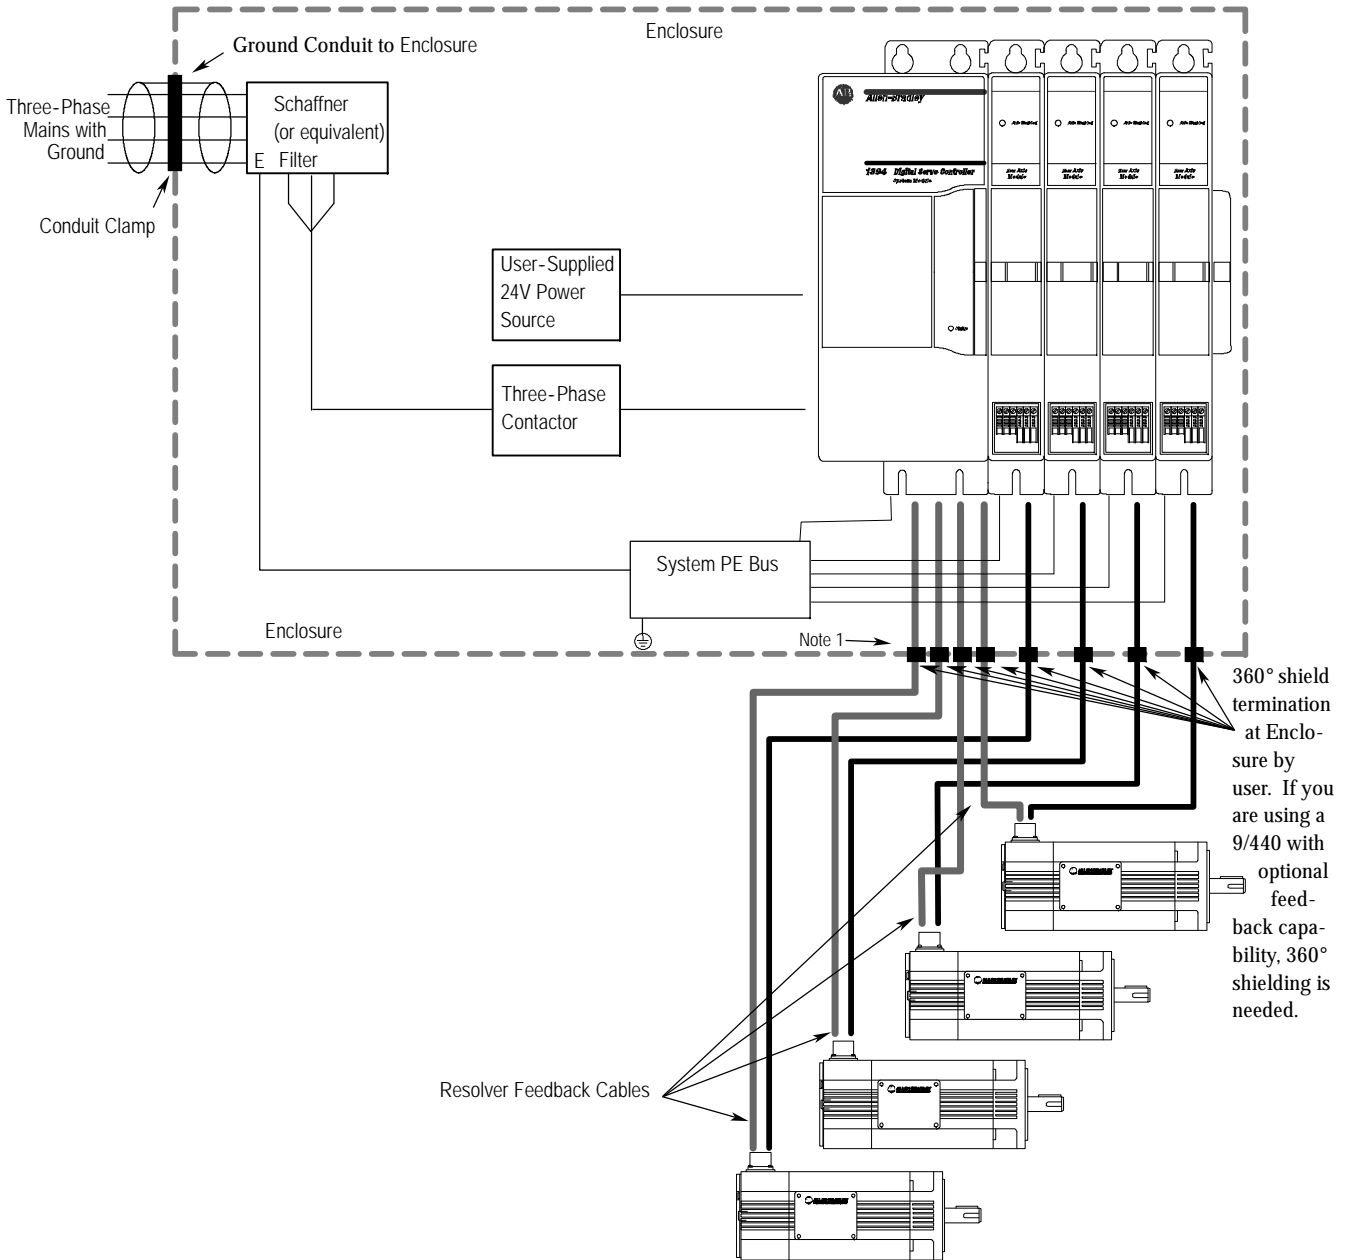 Enclosure
Ground Conduit to Enclosure
Three-Phase
Mains with
Ground
Schaffner
(or equivalent)
E Filter
Conduit Clamp
AB
Allen-Bradley
1394 Digital Servo Controller
System Module
User-Supplied
24V Power
Source
Three-Phase
Contactor
System PE Bus
Enclosure
Note 1
360° shield
termination
at Enclo-
sure by
user. If you
are using a
9/440 with
optional
feed-
back capa-
bility, 360°
shielding is
needed.
Resolver Feedback Cables